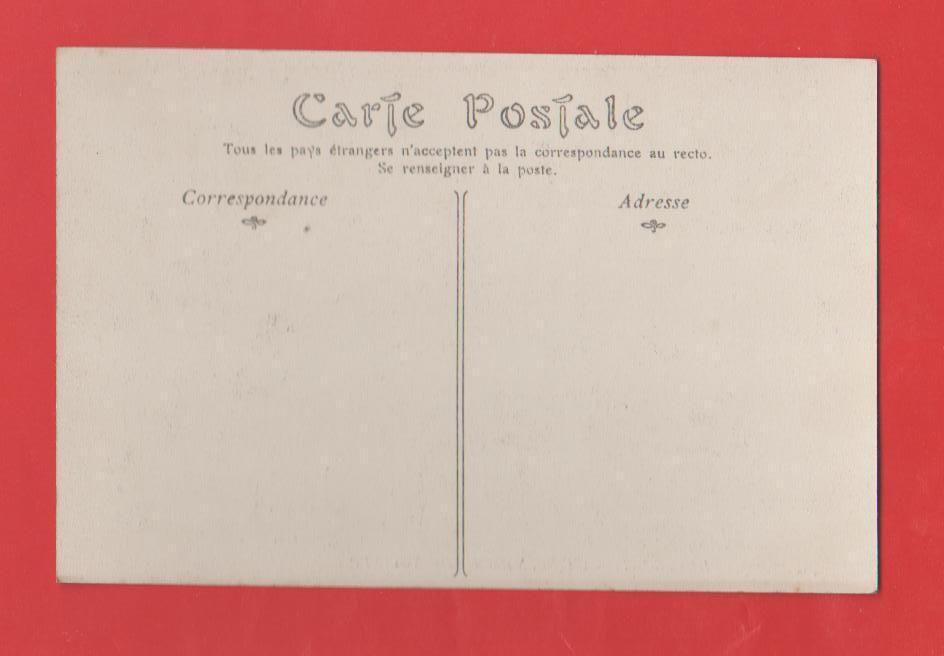 Carte Postale
Tous les pays étrangers n'acceptent pas la correspondance au recto.
Se renseigner à la poste.
Correspondance
Adresse